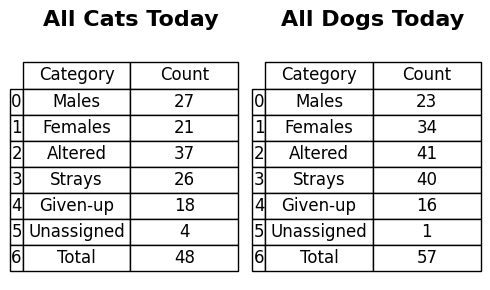 All Cats Today
Category Count
0 Males 27
1 Females 21
2 Altered 37
3 Strays 26
4 Given-up 18
5 Unassigned 4
6 Total 48
All Dogs Today
Category Count
0 Males 23
1 Females 34
2 Altered 41
3 Strays 40
4 Given-up 16
5 Unassigned 1
6 Total 57